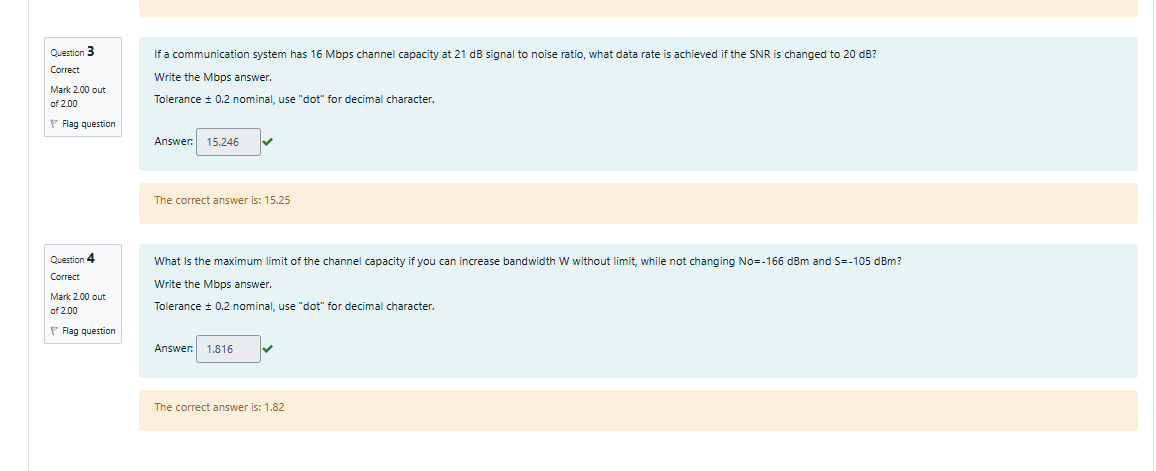 Question 3
Correct
Mark 2.00 out
of 2.00
Flag question
If a communication system has 16 Mbps channel capacity at 21 dB signal to noise ratio, what data rate is achieved if the SNR is changed to 20 dB?
Write the Mbps answer.
Tolerance ± 0.2 nominal, use "dot" for decimal character.
Answer: 15.246
The correct answer is: 15.25
Question 4
Correct
Mark 2.00 out
of 2.00
Flag question
What is the maximum limit of the channel capacity if you can increase bandwidth W without limit, while not changing No=-166 dBm and S=-105 dBm?
Write the Mbps answer.
Tolerance ± 0.2 nominal, use "dot" for decimal character.
Answer: 1.816
The correct answer is: 1.82